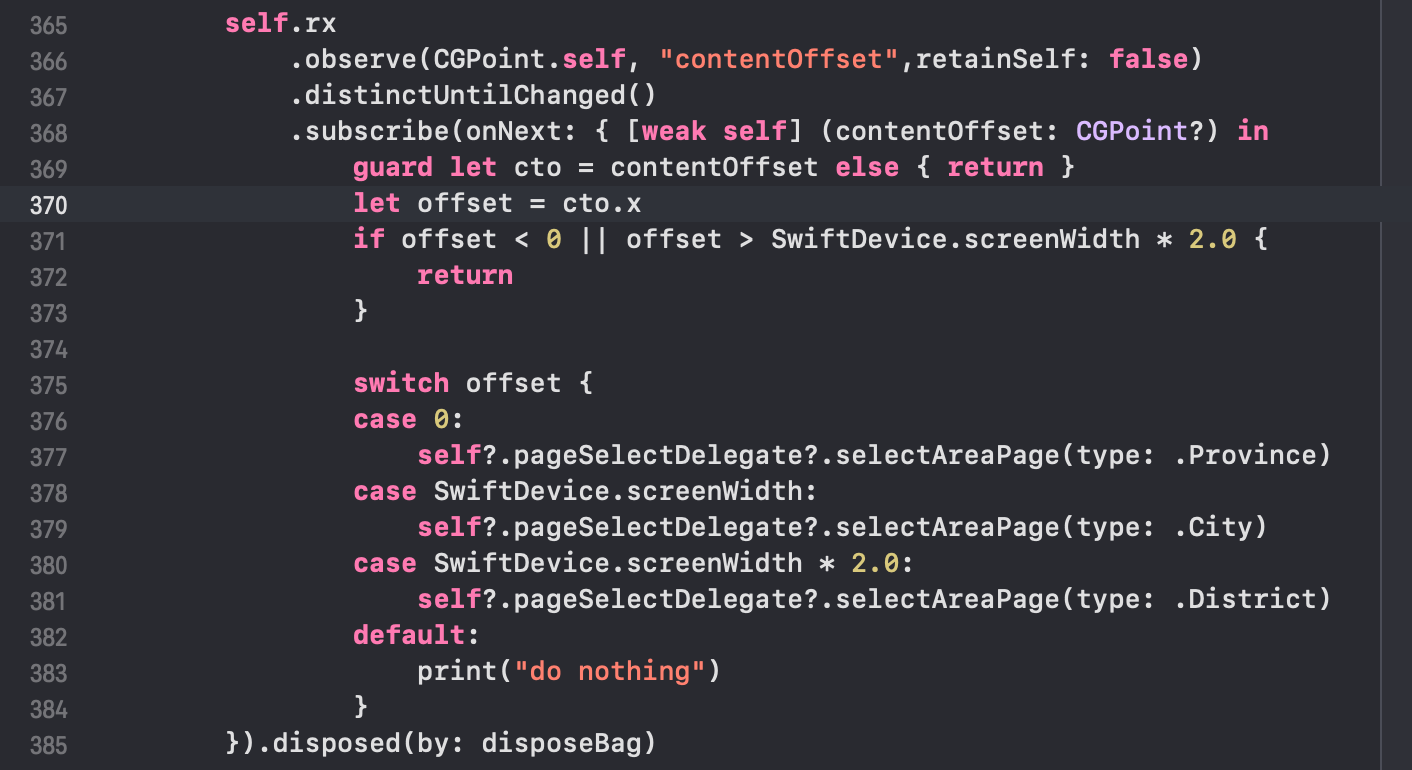 365 self.rx
366 .observe(CGPoint.self, "contentOffset",retainSelf: false)
367 .distinctUntilChanged()
368 .subscribe(onNext: { [weak self] (contentOffset: CGPoint?) in
369 guard let cto = contentOffset else { return }
370 let offset = cto.x
371 if offset < 0 || offset > SwiftDevice.screenWidth * 2.0 {
372 return
373 }
374
375 switch offset {
376 case 0:
377 self?.pageSelectDelegate?.selectAreaPage(type: .Province)
378 case SwiftDevice.screenWidth:
379 self?.pageSelectDelegate?.selectAreaPage(type: .City)
380 case SwiftDevice.screenWidth * 2.0:
381 self?.pageSelectDelegate?.selectAreaPage(type: .District)
382 default:
383 print("do nothing")
384 }
385 }).disposed(by: disposeBag)